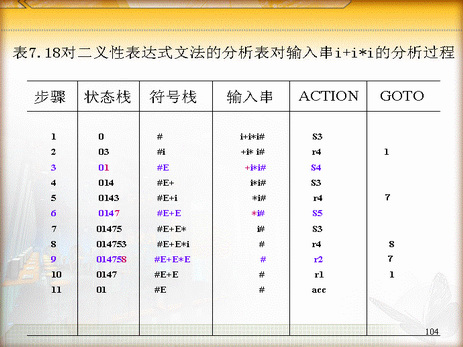 表7.18对二义性表达式文法的分析表对输入串i+i*i的分析过程
步骤 状态栈 符号栈 输入串 ACTION GOTO
1 0 # i+i*i# S3
2 03 #i +i* i# r4 1
3 01 #E +i*i# S4
4 014 #E+ i*i# S3
5 0143 #E+i *i# r4 7
6 0147 #E+E *i# S5
7 01475 #E+E* i# S3
8 014753 #E+E*i # r4 8
9 014758 #E+E*E # r2 7
10 0147 #E+E # r1 1
11 01 #E # acc
104